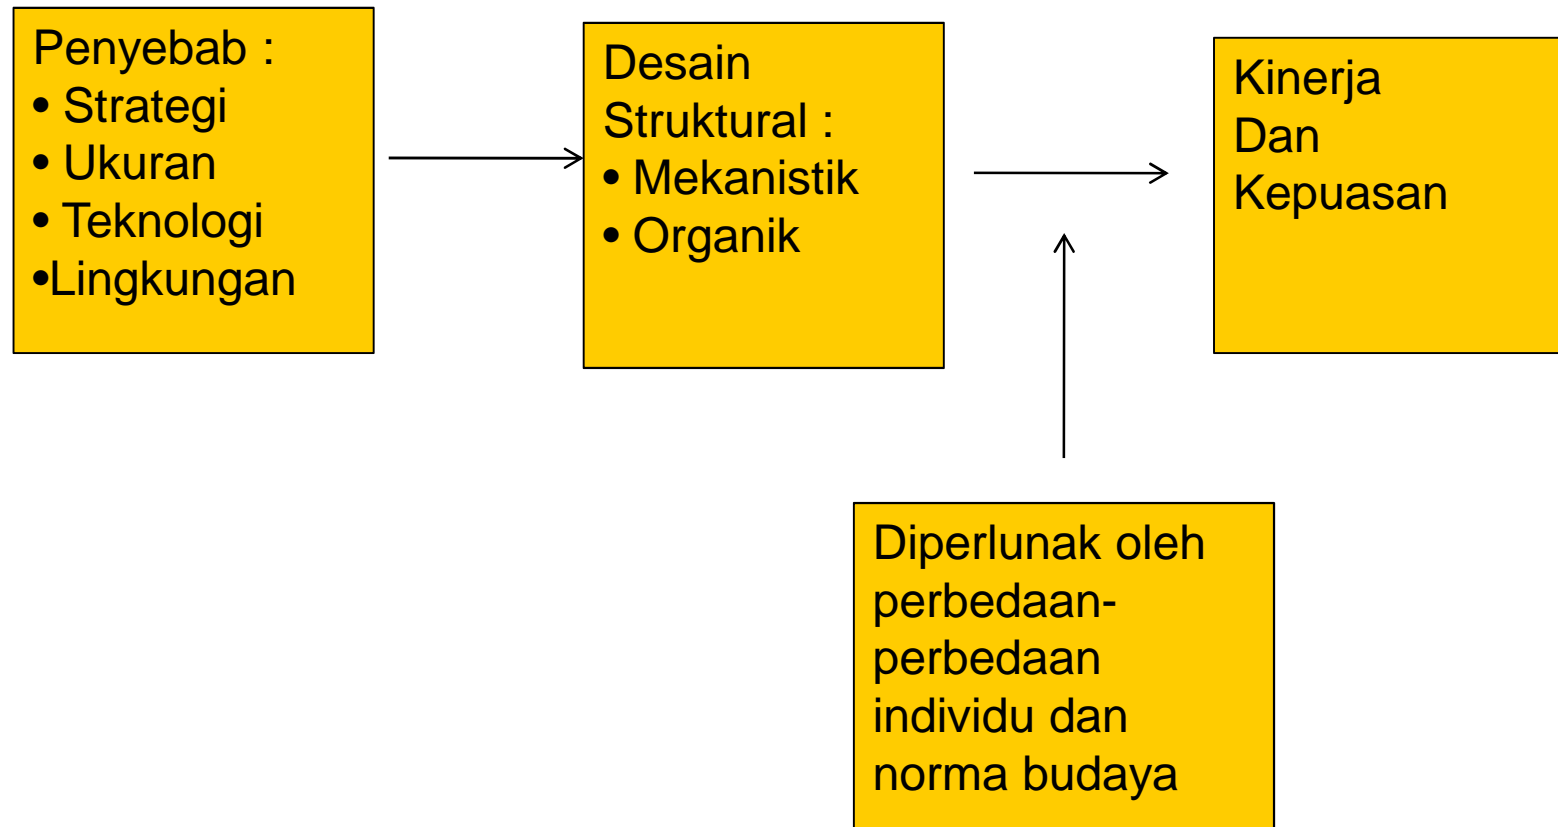 Penyebab :
• Strategi
• Ukuran
• Teknologi
•Lingkungan
Desain
Struktural :
• Mekanistik
• Organik
Kinerja
Dan
Kepuasan
Diperlunak oleh
perbedaan-
perbedaan
individu dan
norma budaya